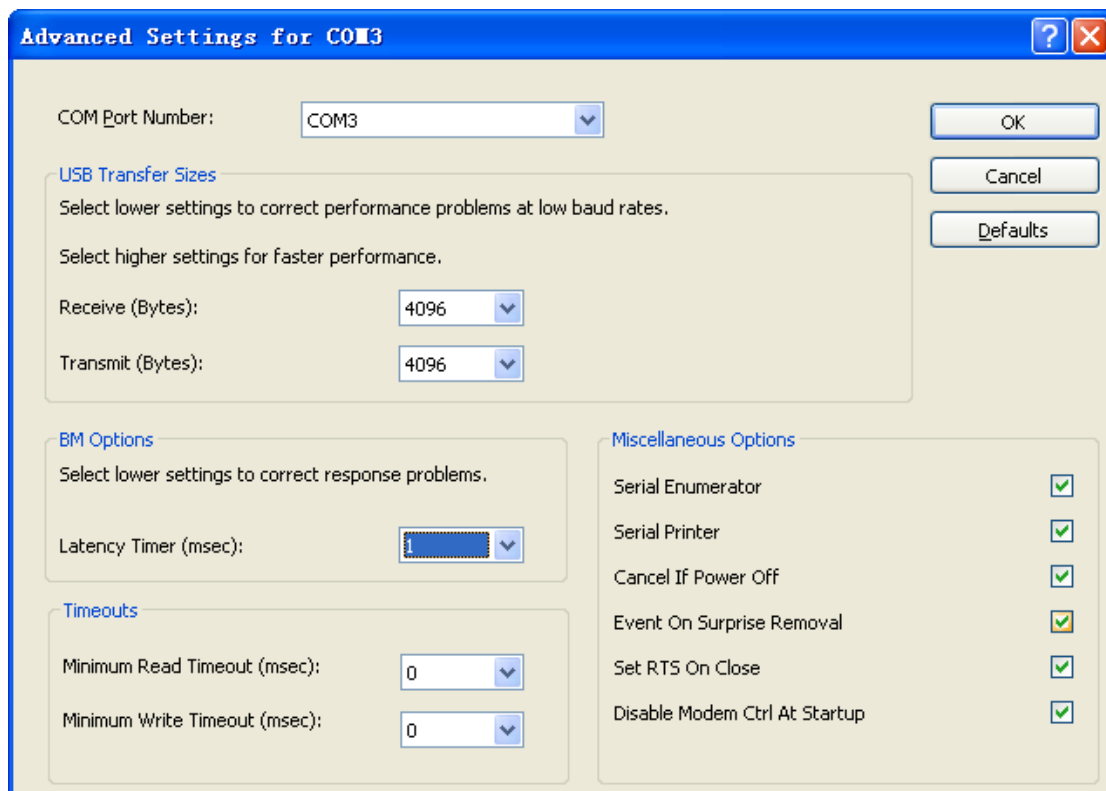 Advanced Settings for COM3
COM Port Number:
COM3
OK
Cancel
Defaults
USB Transfer Sizes
Select lower settings to correct performance problems at low baud rates.
Select higher settings for faster performance.
Receive (Bytes):
4096
Transmit (Bytes):
4096
BM Options
Select lower settings to correct response problems.
Latency Timer (msec):
1
Timeouts
Minimum Read Timeout (msec):
0
Minimum Write Timeout (msec):
0
Miscellaneous Options
Serial Enumerator
Serial Printer
Cancel If Power Off
Event On Surprise Removal
Set RTS On Close
Disable Modem Ctrl At Startup